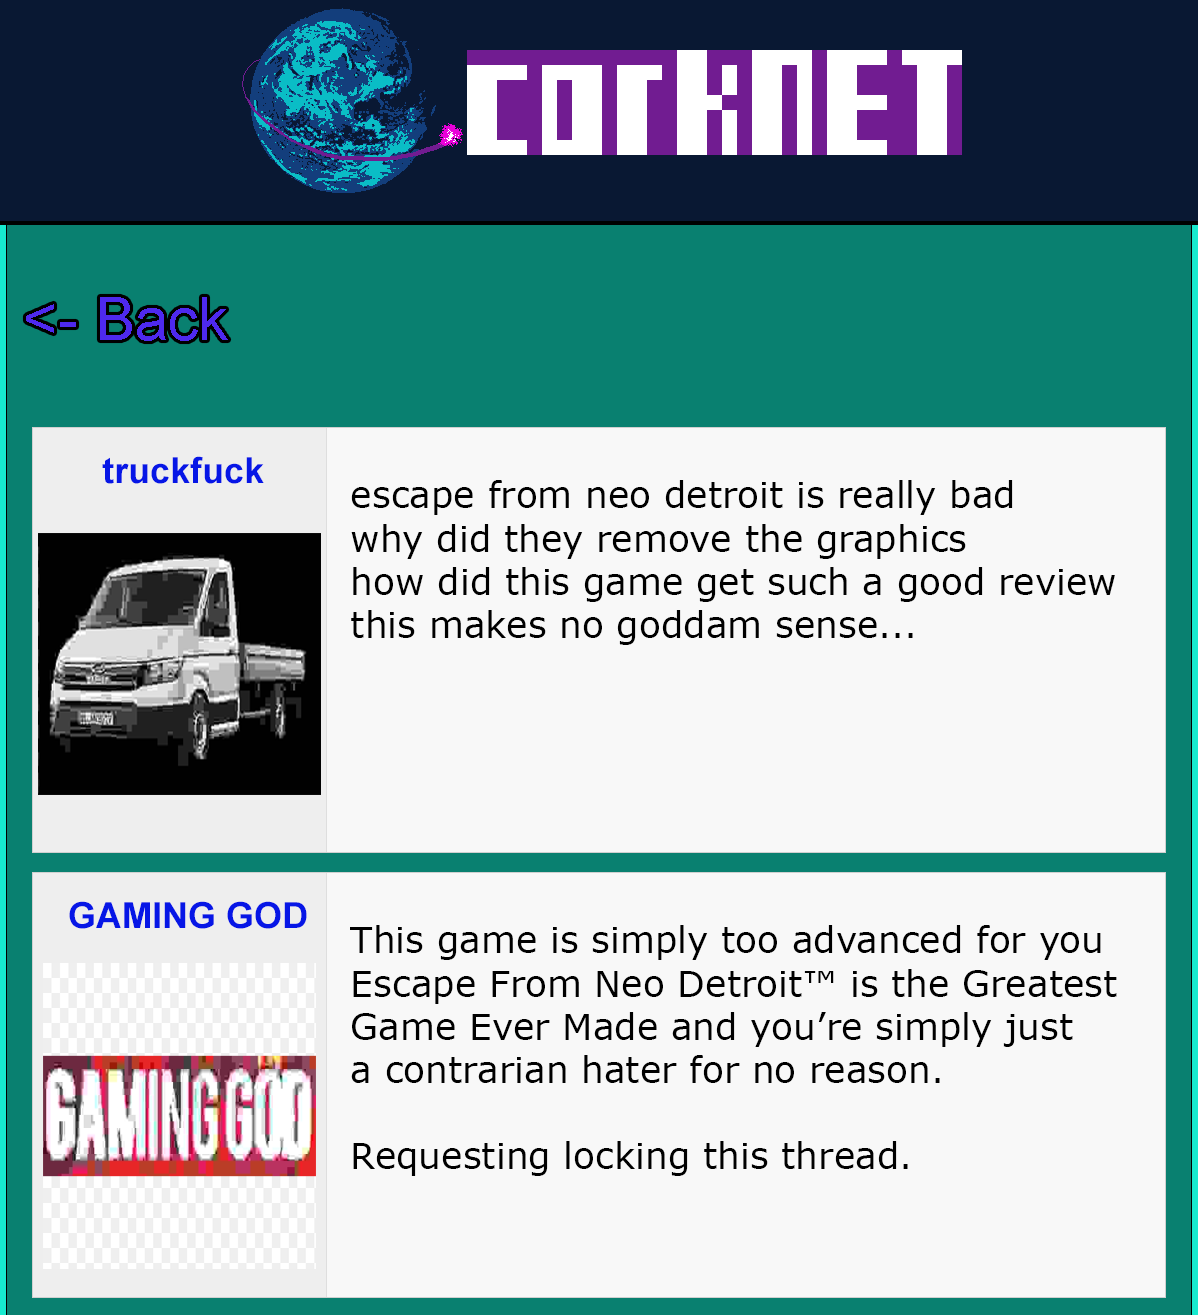 corknet
<- Back
truckfuck
escape from neo detroit is really bad
why did they remove the graphics
how did this game get such a good review
this makes no goddam sense...
GAMING GOD
This game is simply too advanced for you
Escape From Neo Detroit™ is the Greatest
Game Ever Made and you’re simply just
a contrarian hater for no reason.
GAMING GOD
Requesting locking this thread.